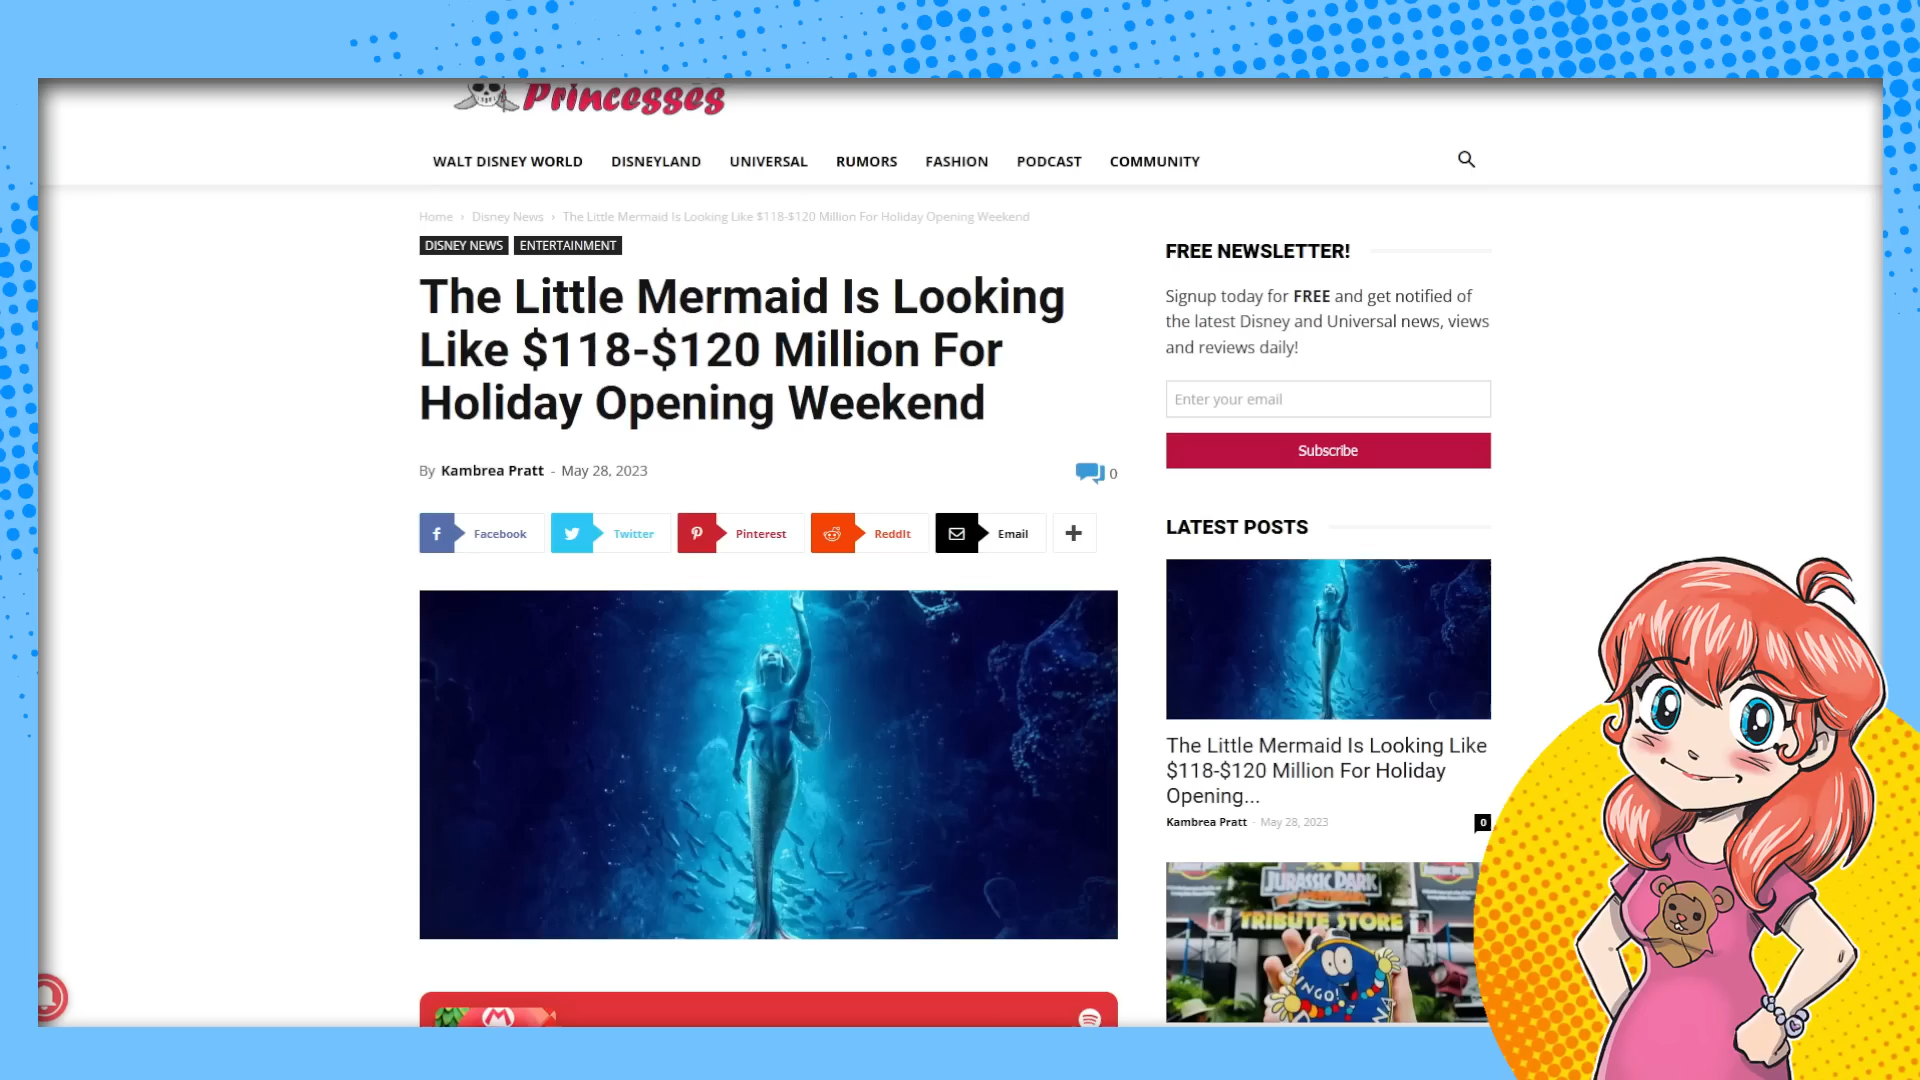 Princesses
WALT DISNEY WORLD DISNEYLAND UNIVERSAL RUMORS FASHION PODCAST COMMUNITY
Home › Disney News › The Little Mermaid Is Looking Like $118-$120 Million For Holiday Opening Weekend
DISNEY NEWS ENTERTAINMENT
The Little Mermaid Is Looking
Like $118-$120 Million For
Holiday Opening Weekend
By Kambrea Pratt - May 28, 2023
0
Facebook Twitter Pinterest ReddIt Email
FREE NEWSLETTER!
Signup today for FREE and get notified of
the latest Disney and Universal news, views
and reviews daily!
Enter your email
Subscribe
LATEST POSTS
The Little Mermaid Is Looking Like
$118-$120 Million For Holiday
Opening...
Kambrea Pratt - May 28, 2023
0
JURASSIC PARK
TRIBUTE STORE
M